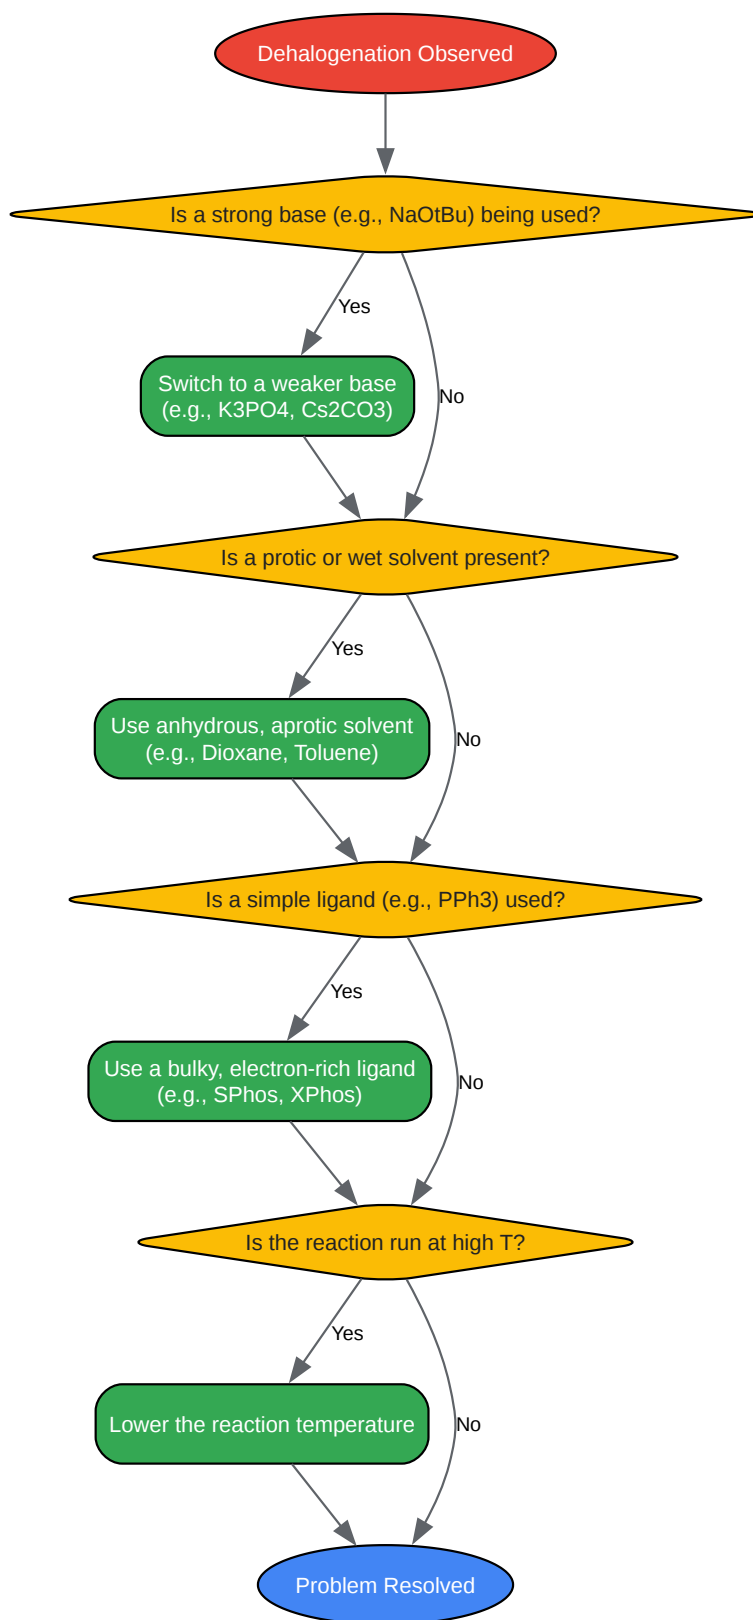 Dehalogenation Observed
Is a strong base (e.g., NaOtBu) being used?
Yes
Switch to a weaker base
(e.g., K3PO4, Cs2CO3)
No
Is a protic or wet solvent present?
Yes
Use anhydrous, aprotic solvent
(e.g., Dioxane, Toluene)
No
Is a simple ligand (e.g., PPh3) used?
Yes
Use a bulky, electron-rich ligand
(e.g., SPhos, XPhos)
No
Is the reaction run at high T?
Yes
Lower the reaction temperature
No
Problem Resolved